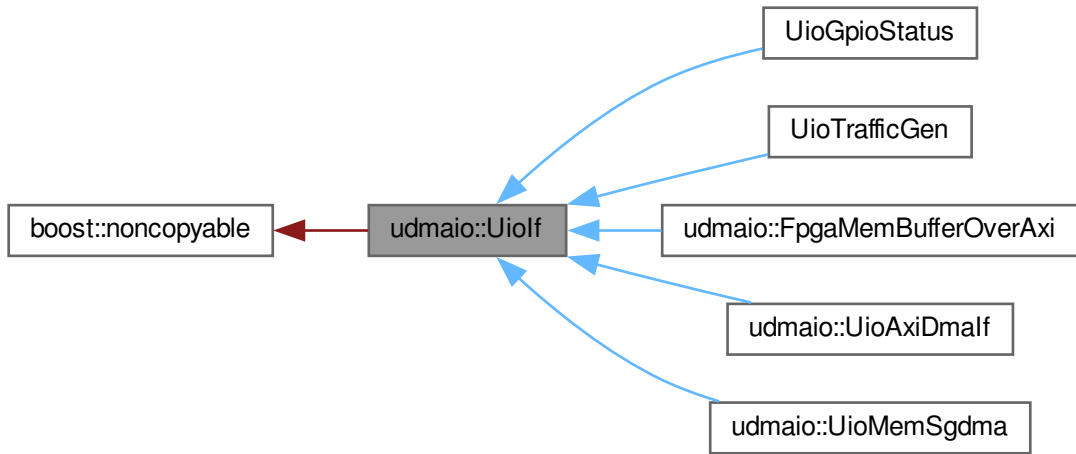 UioGpioStatus
UioTrafficGen
boost::noncopyable
udmaio::UioIf
udmaio::FpgaMemBufferOverAxi
udmaio::UioAxiDmaIf
udmaio::UioMemSgdma